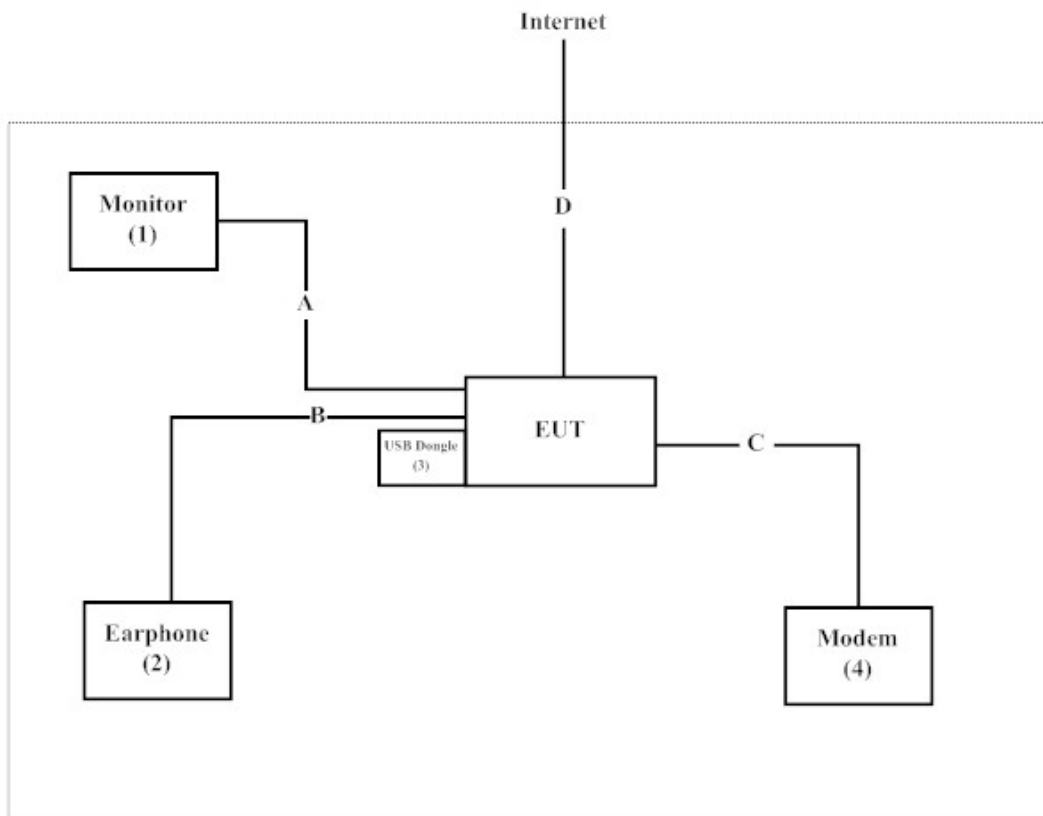 Internet
Monitor
(1)
D
A
B
EUT
USB Dongle
(3)
C
Earphone
(2)
Modem
(4)